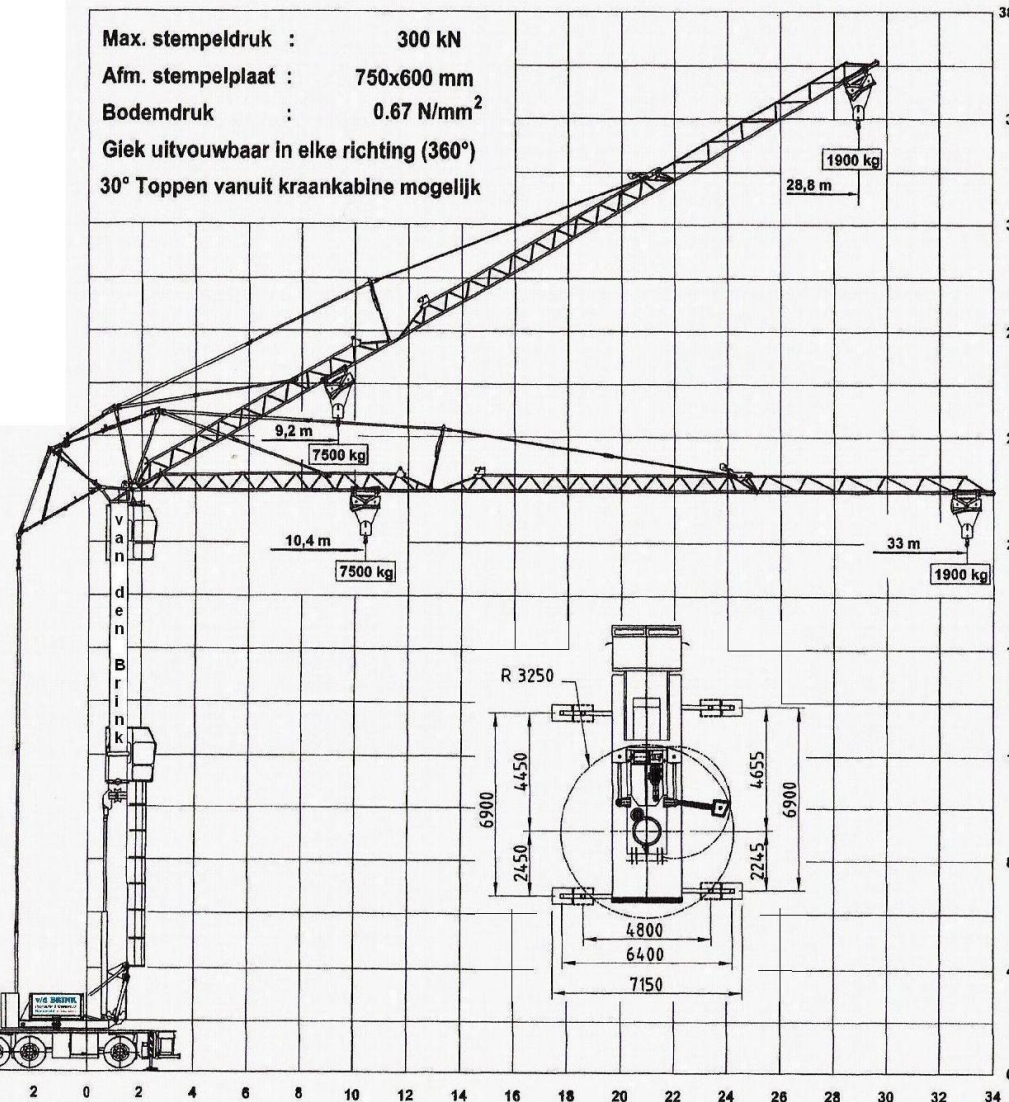 Max. stempeldruk : 300 kN
Afm. stempelplaat : 750x600 mm
Bodemdruk : 0.67 N/mm²
Giek uitvouwbaar in elke richting (360°)
30° Toppen vanuit kraankabine mogelijk
1900 kg
28,8 m
9,2 m
7500 kg
10,4 m
7500 kg
33 m
1900 kg
van den Brink
R 3250
6900
4450
2450
4655
2245
6900
4800
6400
7150
v/d BRINK
2 0 2 4 6 8 10 12 14 16 18 20 22 24 26 28 30 32 34